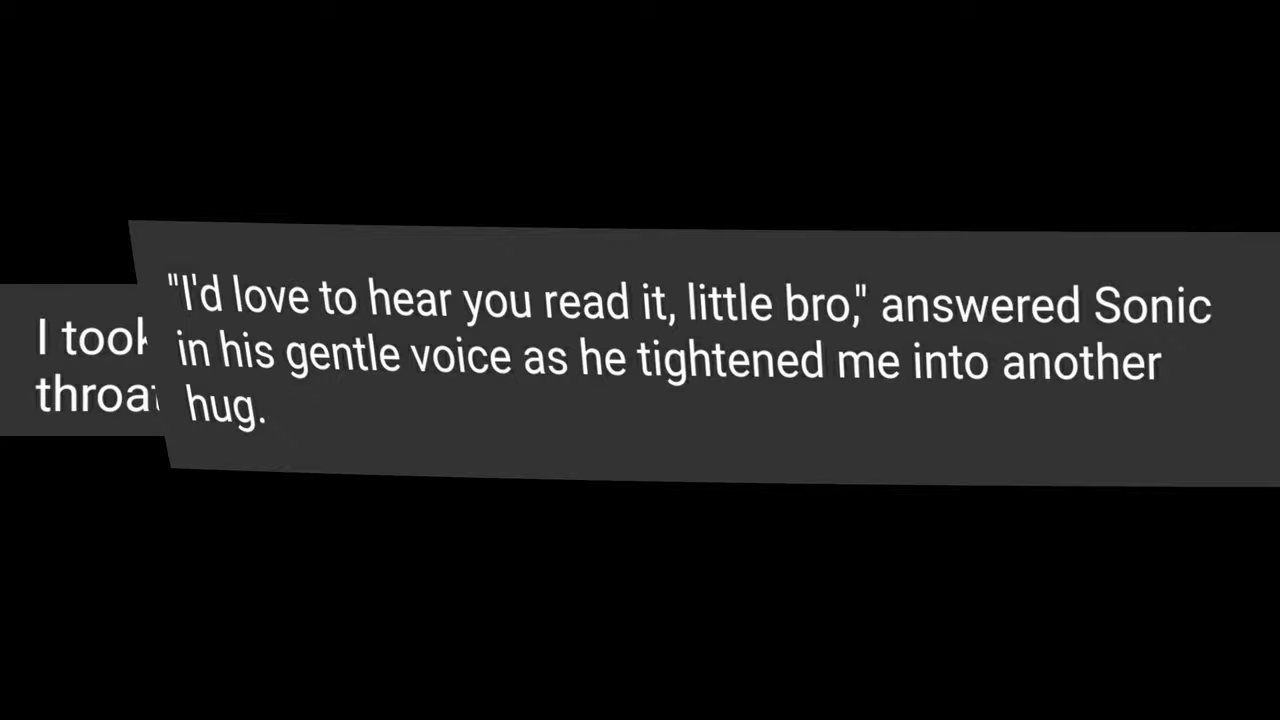 "I'd love to hear you read it, little bro," answered Sonic
in his gentle voice as he tightened me into another
hug.
I took
throat